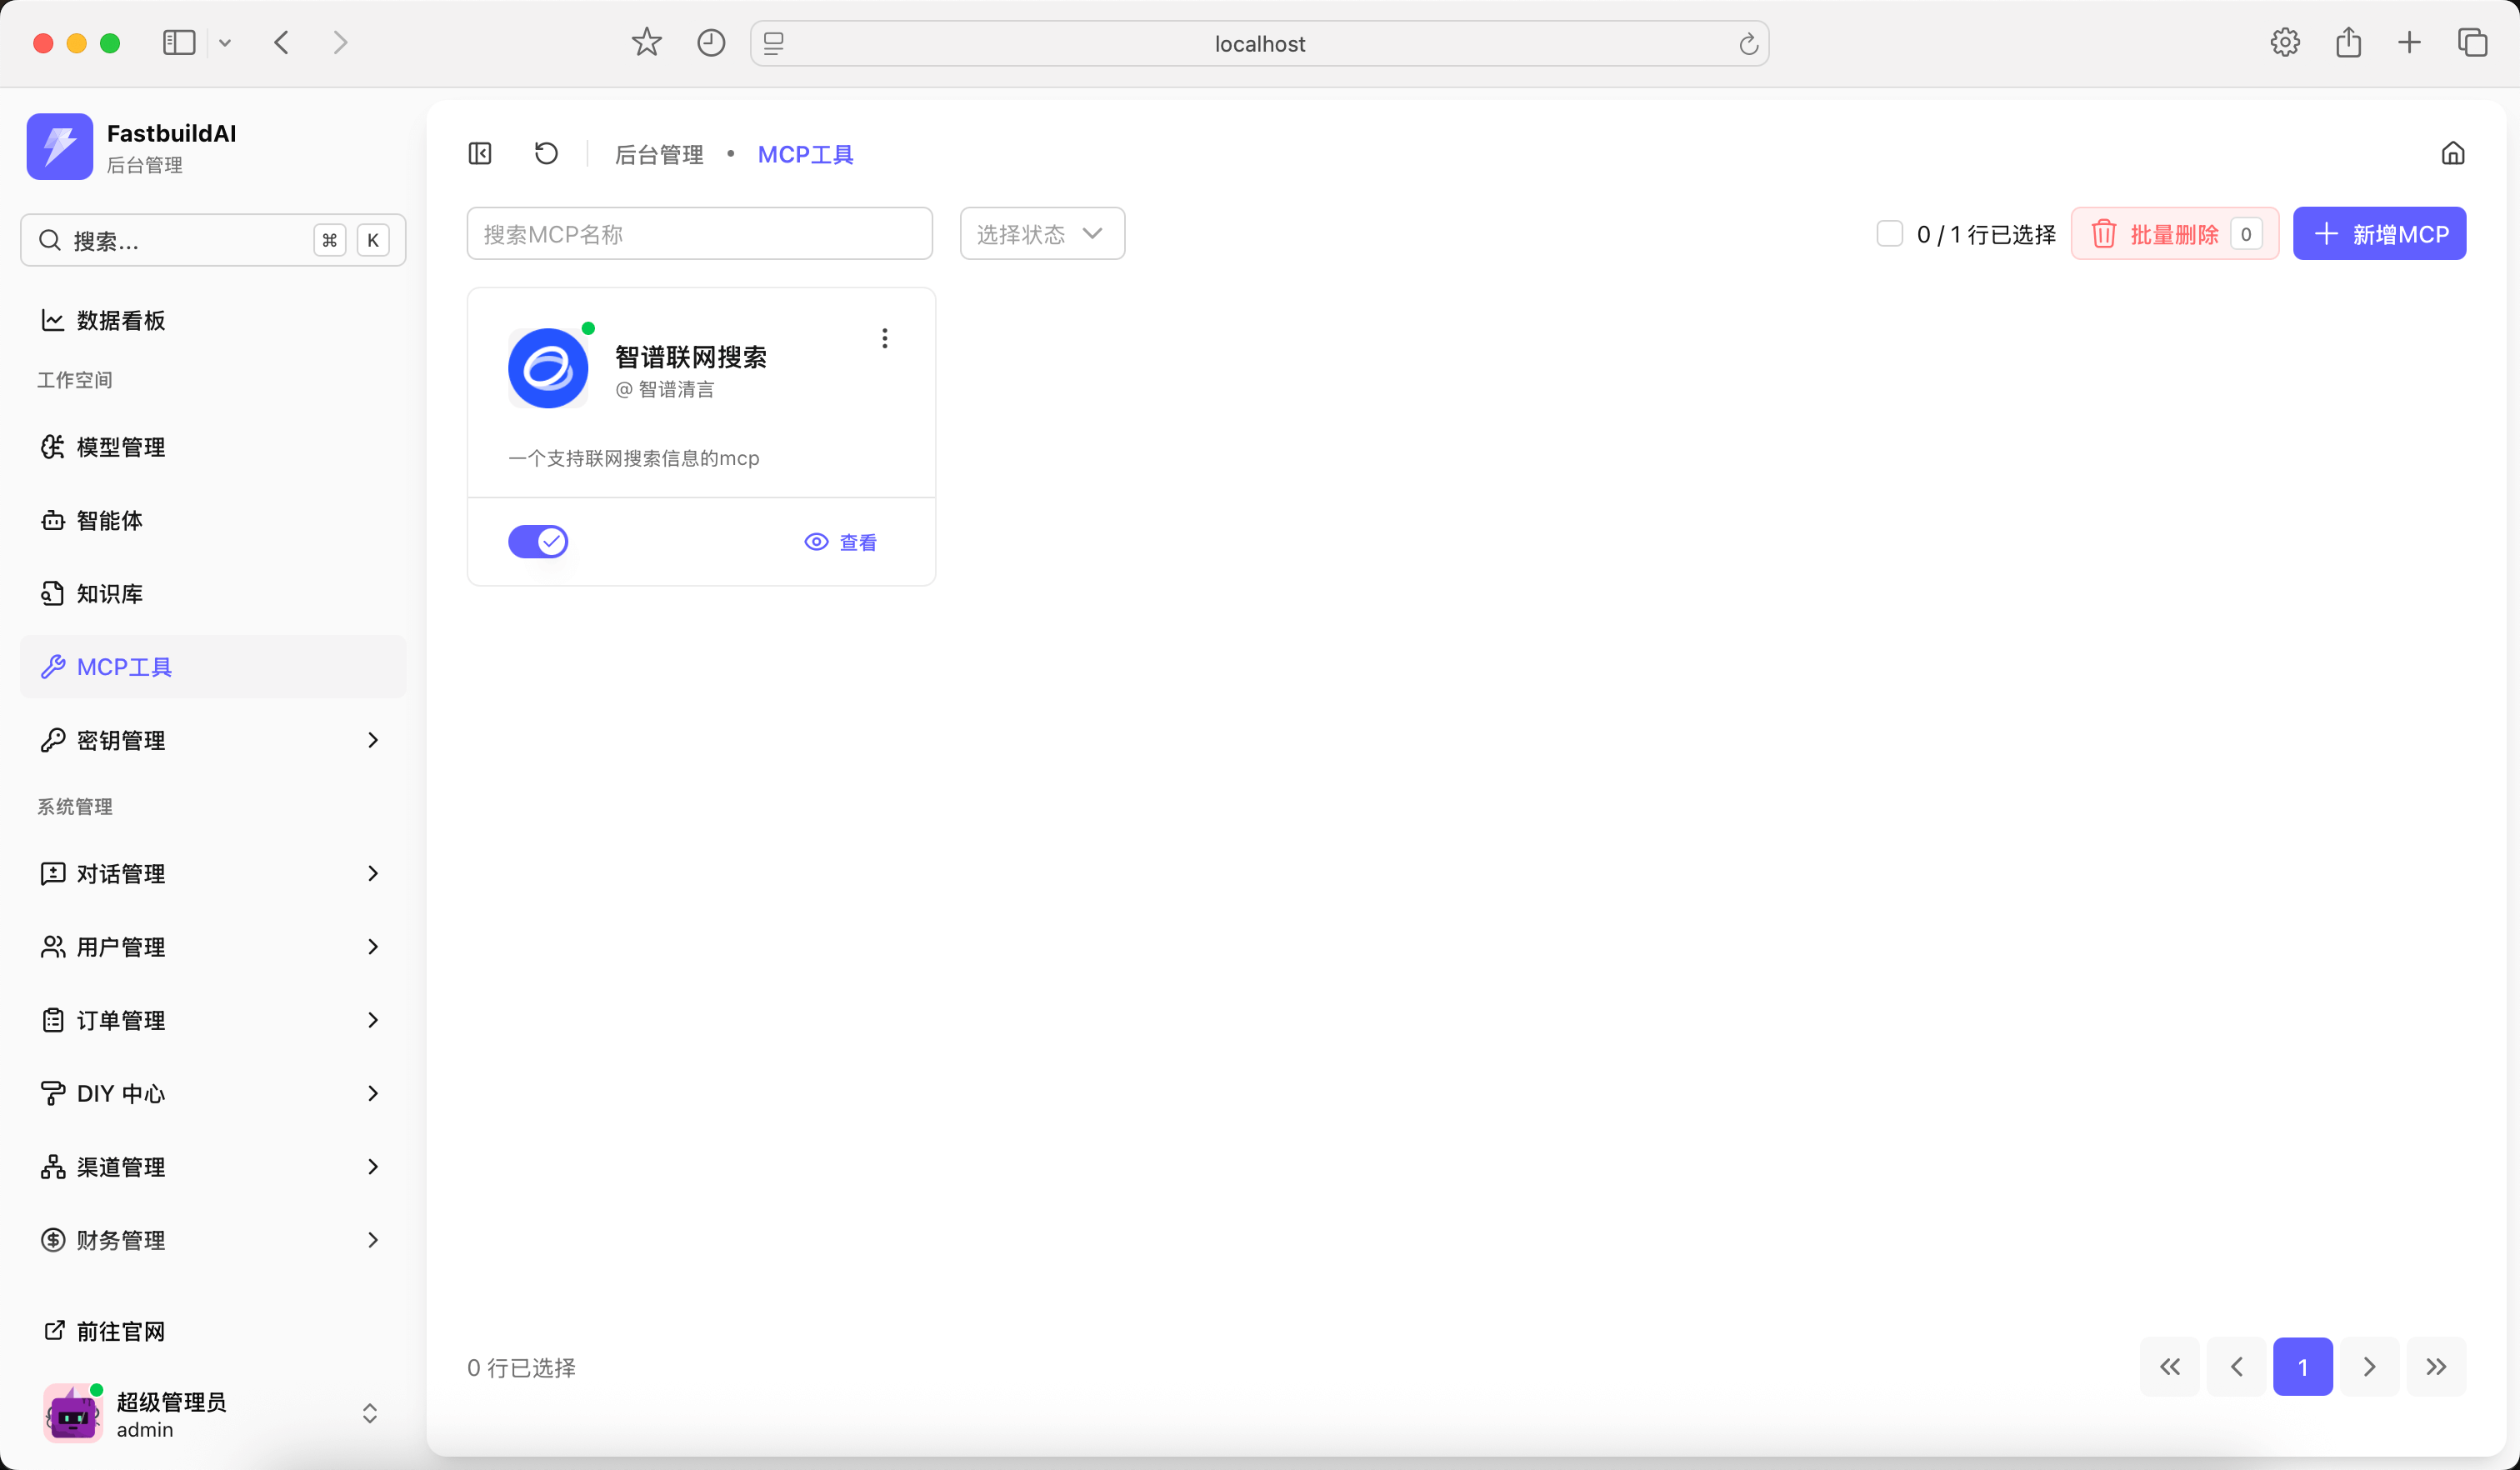 localhost
FastbuildAI
后台管理
搜索...
⌘ K
数据看板
工作空间
模型管理
智能体
知识库
MCP工具
密钥管理
系统管理
对话管理
用户管理
订单管理
DIY 中心
渠道管理
财务管理
前往官网
超级管理员
admin
后台管理 • MCP工具
搜索MCP名称
选择状态
0 / 1 行已选择
批量删除 0
新增MCP
智谱联网搜索
@ 智谱清言
一个支持联网搜索信息的mcp
查看
0 行已选择
1